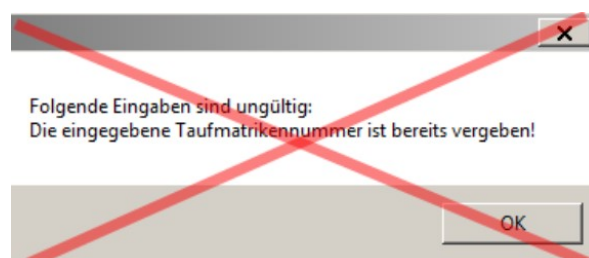 Folgende Eingaben sind ungültig:
Die eingegebene Taufmatrikennummer ist bereits vergeben!
OK